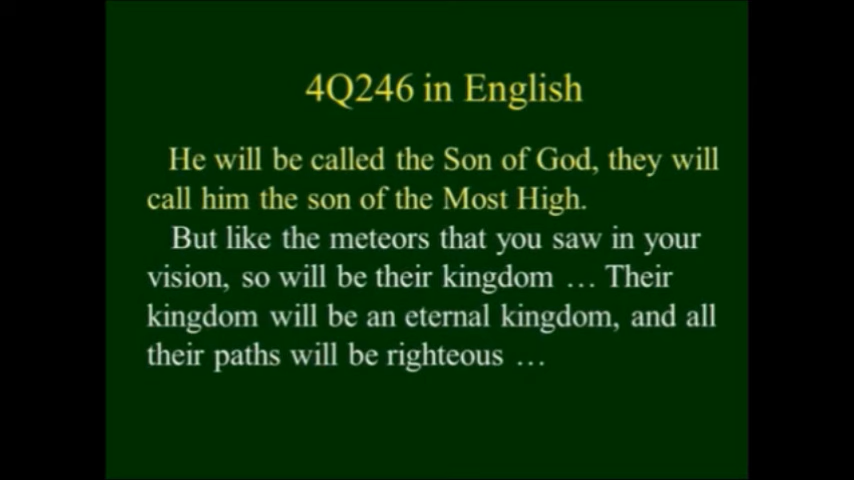 4Q246 in English
He will be called the Son of God, they will
call him the son of the Most High.
But like the meteors that you saw in your
vision, so will be their kingdom … Their
kingdom will be an eternal kingdom, and all
their paths will be righteous …